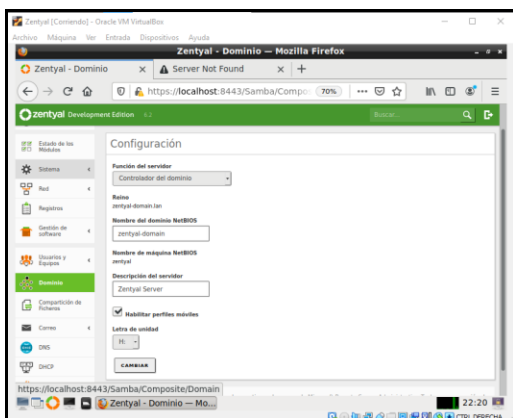 Zentyal [Corriendo] - Oracle VM VirtualBox
Archivo Máquina Ver Entrada Dispositivos Ayuda
Zentyal - Dominio — Mozilla Firefox
Zentyal - Dominio
Server Not Found
https://localhost:8443/Samba/Compo
70%
zentyal Development Edition 6.2
Buscar...
Estado de los Módulos
Sistema
Red
Registros
Gestión de software
Usuarios y Equipos
Dominio
Compartición de Ficheros
Correo
DNS
DHCP
Configuración
Función del servidor
Controlador del dominio
Reino
zentyal-domain.lan
Nombre del dominio NetBIOS
zentyal-domain
Nombre de máquina NetBIOS
zentyal
Descripción del servidor
Zentyal Server
Habilitar perfiles móviles
Letra de unidad
H:
CAMBIAR
https://localhost:8443/Samba/Composite/Domain
Zentyal - Dominio — Mo...
22:20
CTRL DERECHA